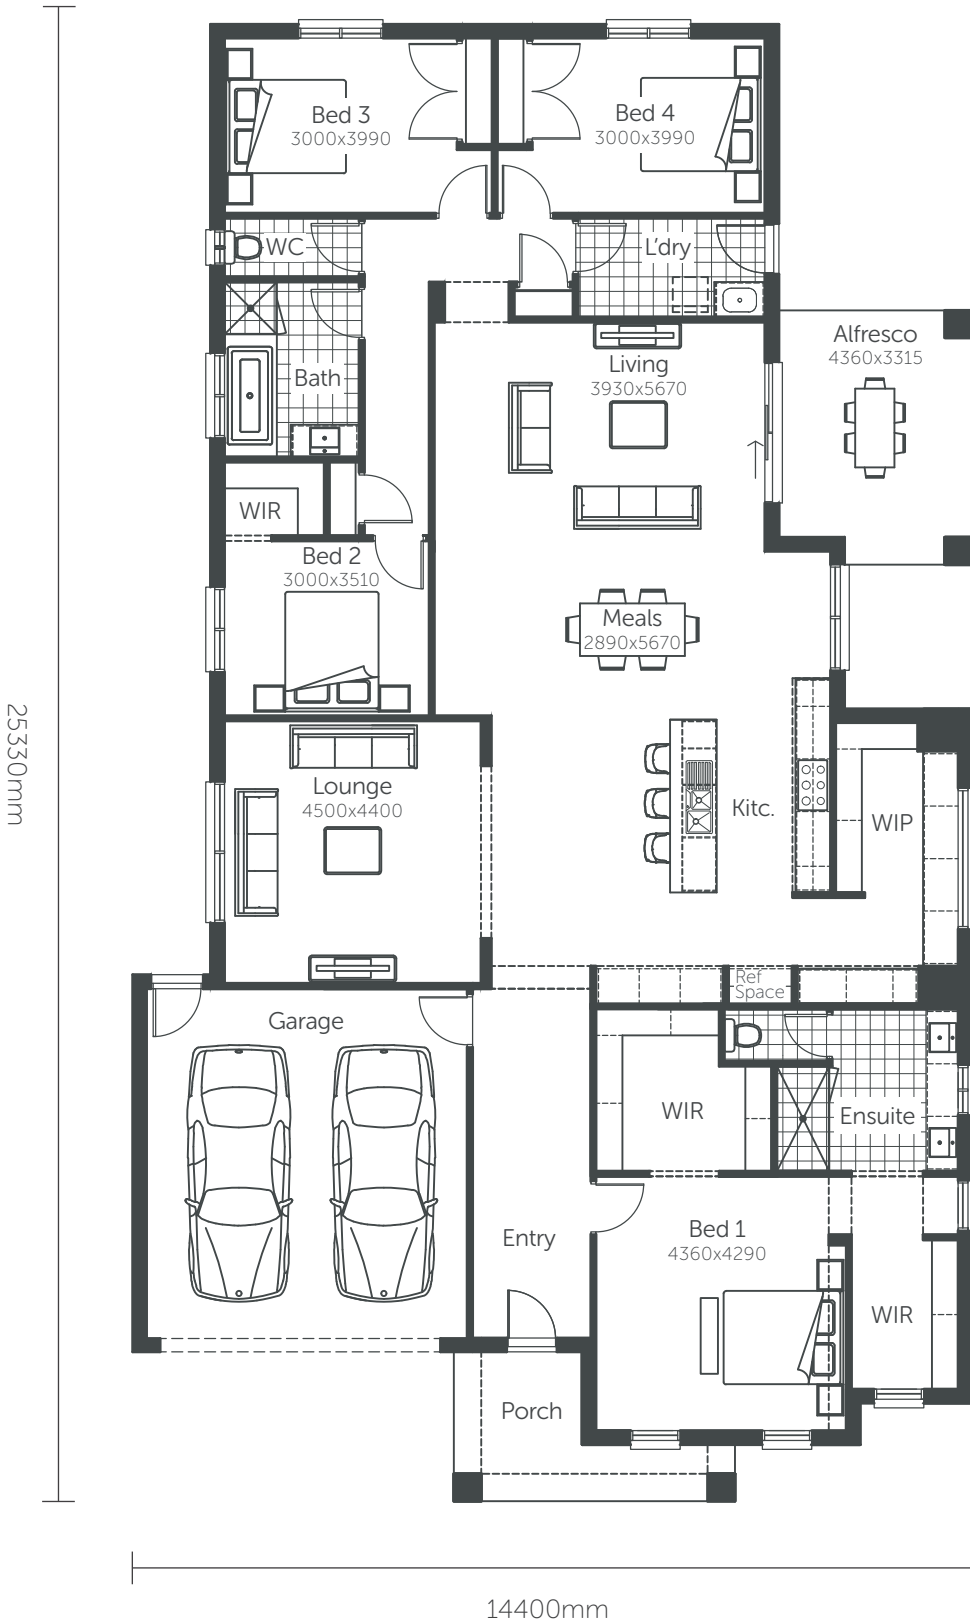 Bed 3
3000x3990
Bed 4
3000x3990
WC
L'dry
Bath
Living
3930x5670
Alfresco
4360x3315
WIR
Bed 2
3000x3510
Meals
2890x5670
Lounge
4500x4400
Kitc.
WIP
25330mm
Ref
Space
Garage
WIR
Ensuite
Entry
Bed 1
4360x4290
WIR
Porch
14400mm